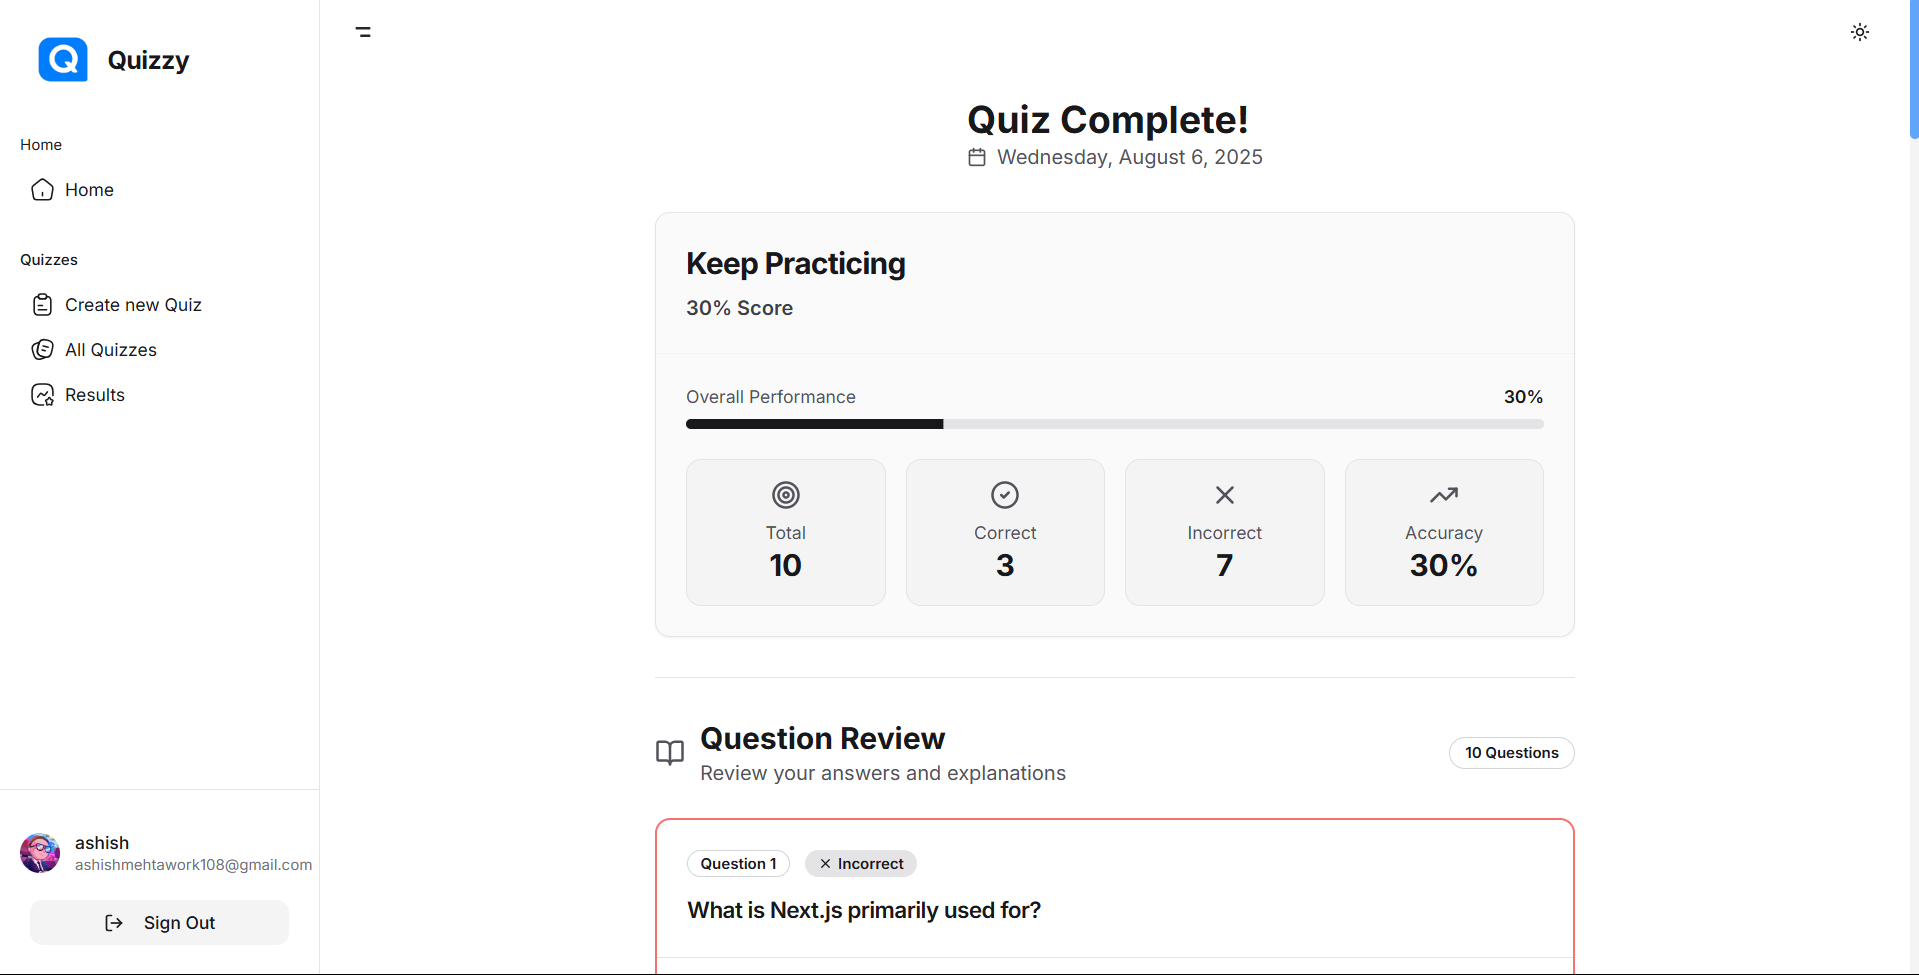 Quizzy
Home
Home
Quizzes
Create new Quiz
All Quizzes
Results
ashish
ashishmehtawork108@gmail.com
Sign Out
Quiz Complete!
Wednesday, August 6, 2025
Keep Practicing
30% Score
Overall Performance 30%
Total
10
Correct
3
Incorrect
7
Accuracy
30%
Question Review
Review your answers and explanations
10 Questions
Question 1 Incorrect
What is Next.js primarily used for?